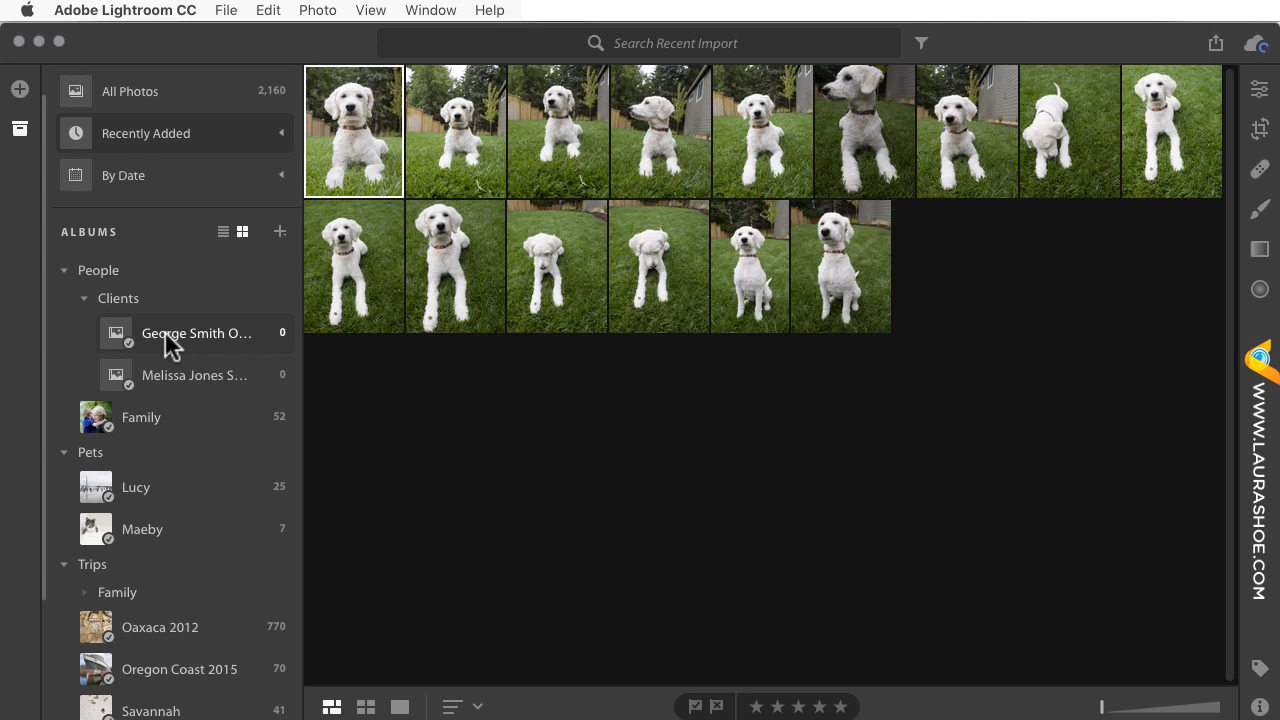 Adobe Lightroom CC File Edit Photo View Window Help
Search Recent Import
All Photos 2,160
Recently Added
By Date
ALBUMS
People
Clients
George Smith O... 0
Melissa Jones S... 0
Family 52
Pets
Lucy 25
Maeby 7
Trips
Family
Oaxaca 2012 770
Oregon Coast 2015 70
Savannah 41
WWW.LAURASHOE.COM